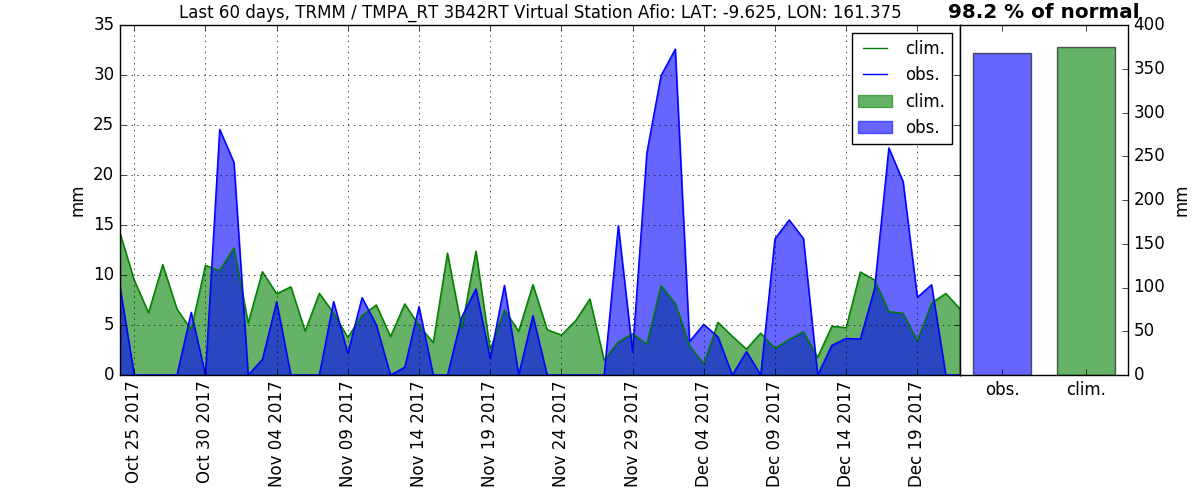 Last 60 days, TRMM / TMPA_RT 3B42RT Virtual Station Afio: LAT: -9.625, LON: 161.375
98.2 % of normal
35
30
25
20
15
10
5
0
mm
clim.
obs.
clim.
obs.
400
350
300
250
200
150
100
50
0
mm
obs.
clim.
Oct 25 2017
Oct 30 2017
Nov 04 2017
Nov 09 2017
Nov 14 2017
Nov 19 2017
Nov 24 2017
Nov 29 2017
Dec 04 2017
Dec 09 2017
Dec 14 2017
Dec 19 2017